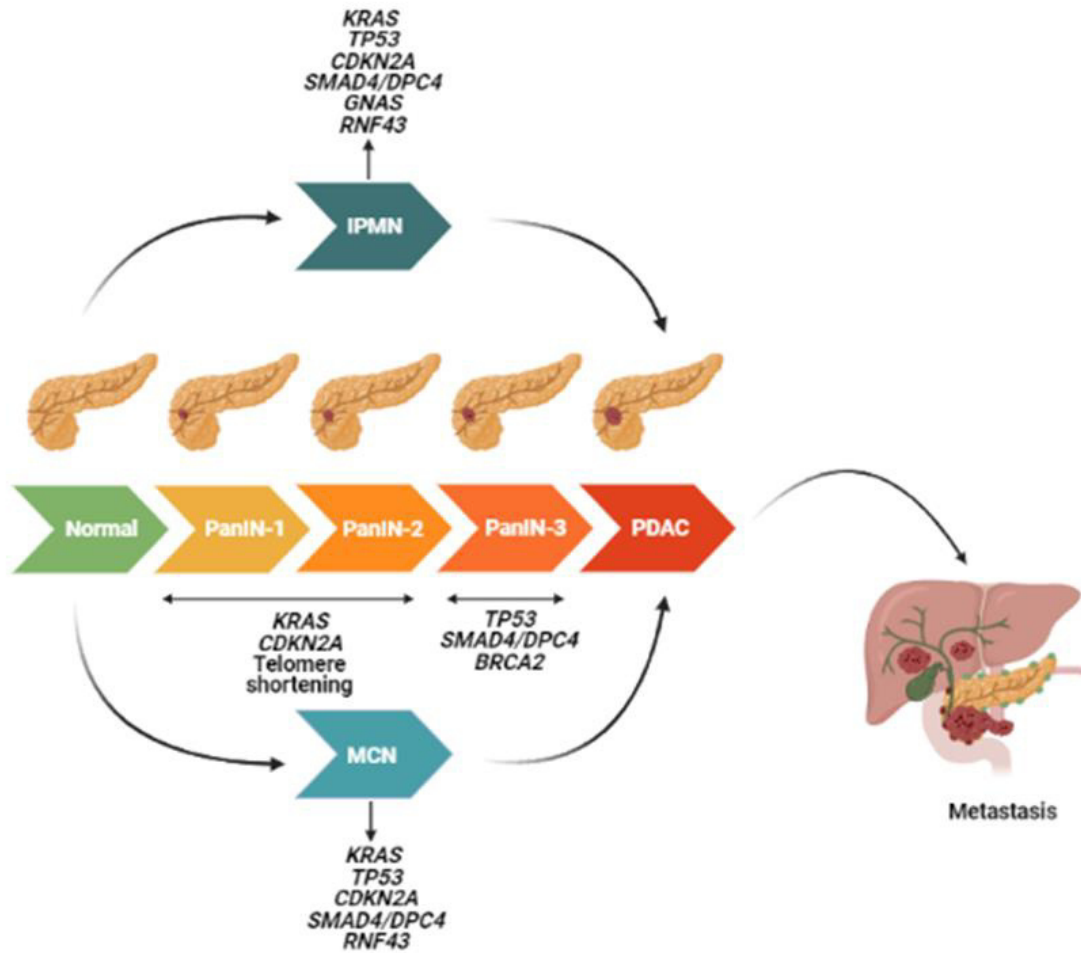 KRAS
TP53
CDKN2A
SMAD4/DPC4
GNAS
RNF43
IPMN
Normal
PanIN-1
PanIN-2
PanIN-3
PDAC
KRAS
CDKN2A
Telomere
shortening
TP53
SMAD4/DPC4
BRCA2
MCN
KRAS
TP53
CDKN2A
SMAD4/DPC4
RNF43
Metastasis